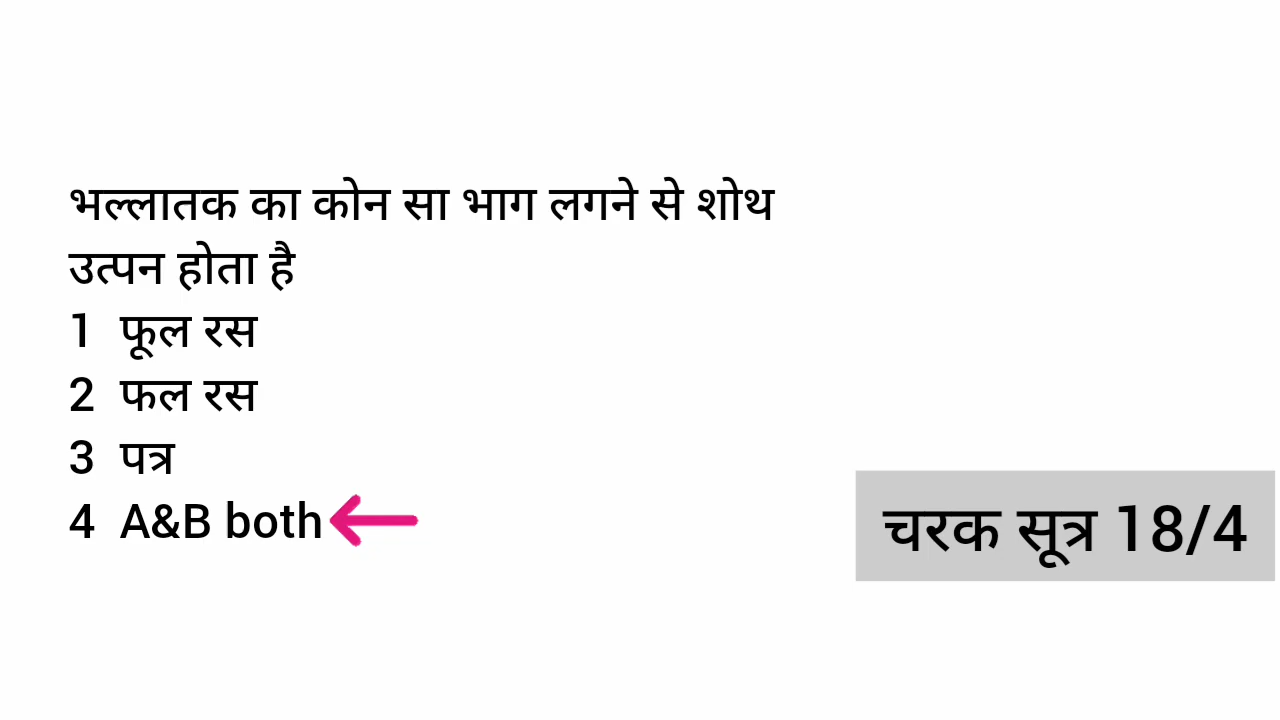 भल्लातक का कोन सा भाग लगने से शोथ
उत्पन होता है
1 फूल रस
2 फल रस
3 पत्र
4 A&B both
चरक सूत्र 18/4